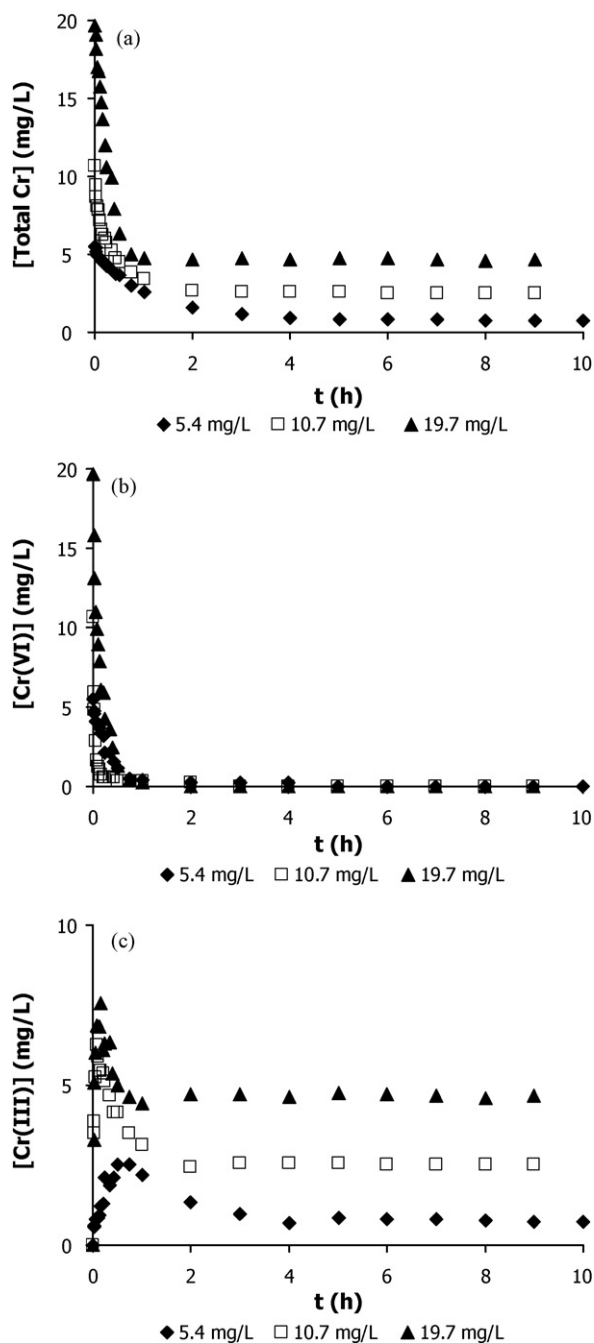 20
(a)
15
10
5
0
[Total Cr] (mg/L)
0 2 4 6 8 10
t (h)
◆ 5.4 mg/L □ 10.7 mg/L ▲ 19.7 mg/L
20
(b)
15
10
5
0
[Cr(VI)] (mg/L)
0 2 4 6 8 10
t (h)
◆ 5.4 mg/L □ 10.7 mg/L ▲ 19.7 mg/L
10
(c)
5
0
[Cr(III)] (mg/L)
0 2 4 6 8 10
t (h)
◆ 5.4 mg/L □ 10.7 mg/L ▲ 19.7 mg/L